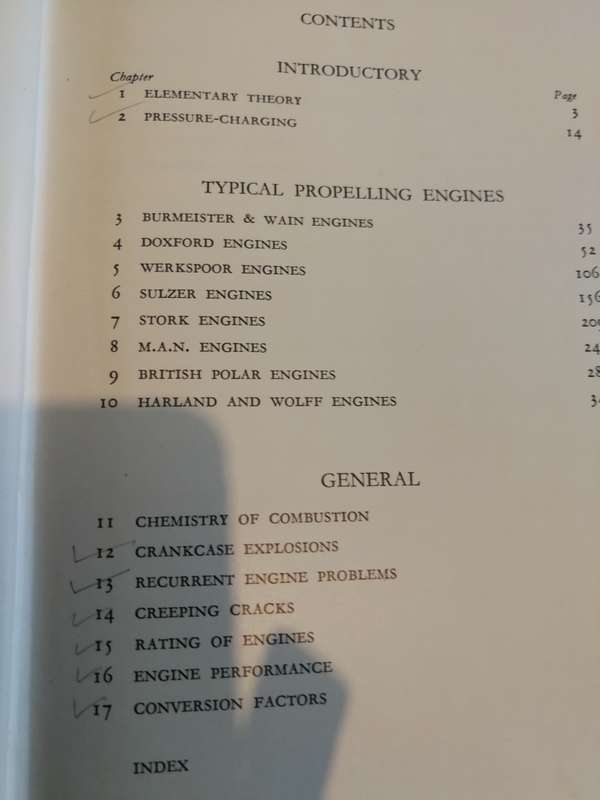 CONTENTS
INTRODUCTORY
Chapter Page
1 ELEMENTARY THEORY 3
2 PRESSURE-CHARGING 14
TYPICAL PROPELLING ENGINES
3 BURMEISTER & WAIN ENGINES 35
4 DOXFORD ENGINES 52
5 WERKSPOOR ENGINES 106
6 SULZER ENGINES 156
7 STORK ENGINES
8 M.A.N. ENGINES
9 BRITISH POLAR ENGINES
10 HARLAND AND WOLFF ENGINES
GENERAL
11 CHEMISTRY OF COMBUSTION
12 CRANKCASE EXPLOSIONS
13 RECURRENT ENGINE PROBLEMS
14 CREEPING CRACKS
15 RATING OF ENGINES
16 ENGINE PERFORMANCE
17 CONVERSION FACTORS
INDEX